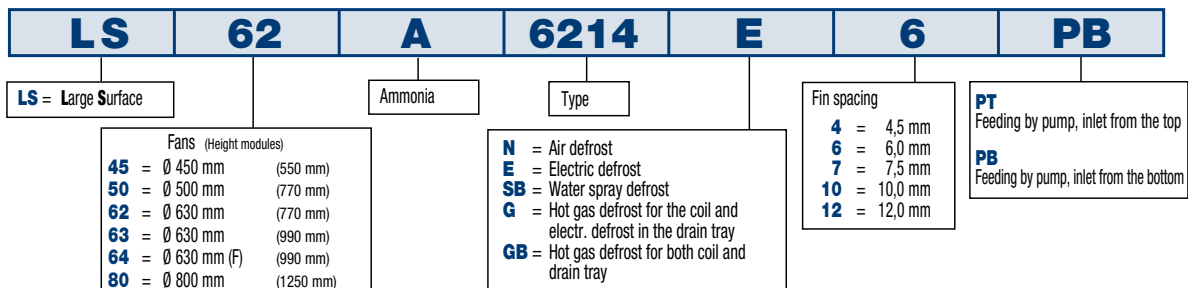 LS 62 A 6214 E 6 PB
LS = Large Surface
Ammonia
Type
Fans (Height modules)
45 = Ø 450 mm (550 mm)
50 = Ø 500 mm (770 mm)
62 = Ø 630 mm (770 mm)
63 = Ø 630 mm (990 mm)
64 = Ø 630 mm (F) (990 mm)
80 = Ø 800 mm (1250 mm)
N = Air defrost
E = Electric defrost
SB = Water spray defrost
G = Hot gas defrost for the coil and
electr. defrost in the drain tray
GB = Hot gas defrost for both coil and
drain tray
Fin spacing
4 = 4,5 mm
6 = 6,0 mm
7 = 7,5 mm
10 = 10,0 mm
12 = 12,0 mm
PT
Feeding by pump, inlet from the top
PB
Feeding by pump, inlet from the bottom